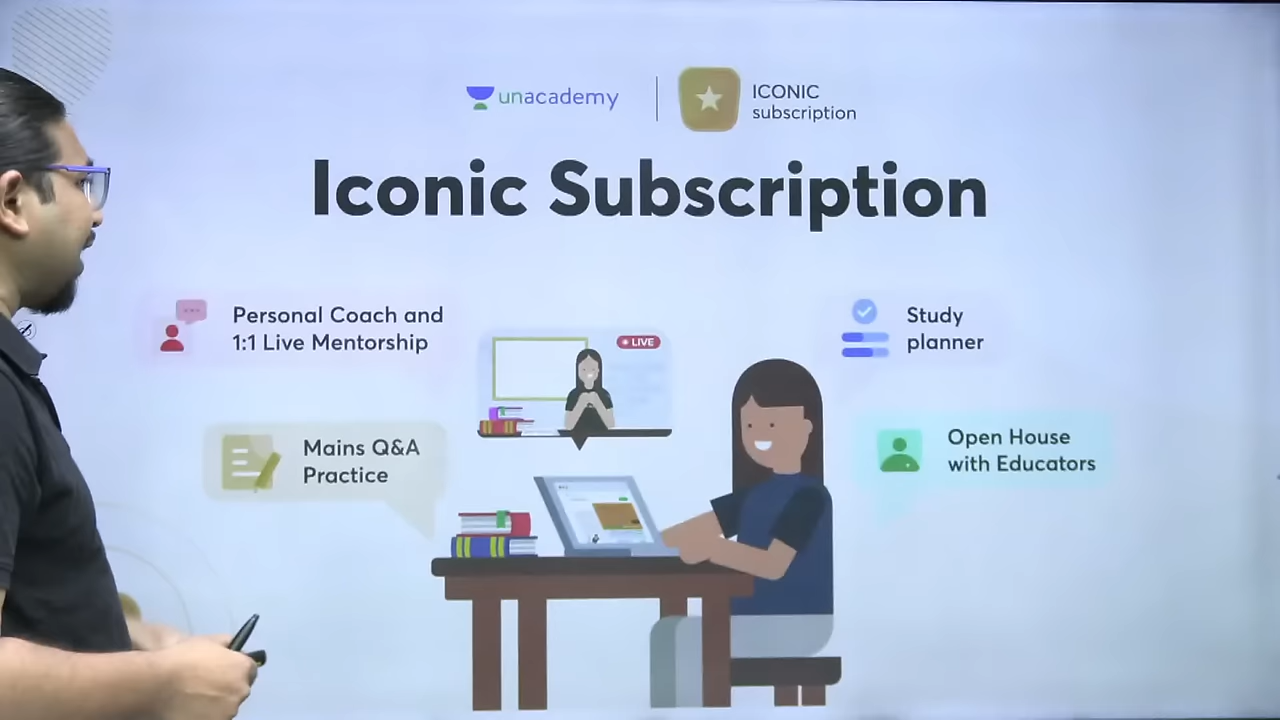 unacademy
ICONIC
subscription
Iconic Subscription
Personal Coach and
1:1 Live Mentorship
Mains Q&A
Practice
LIVE
Study
planner
Open House
with Educators